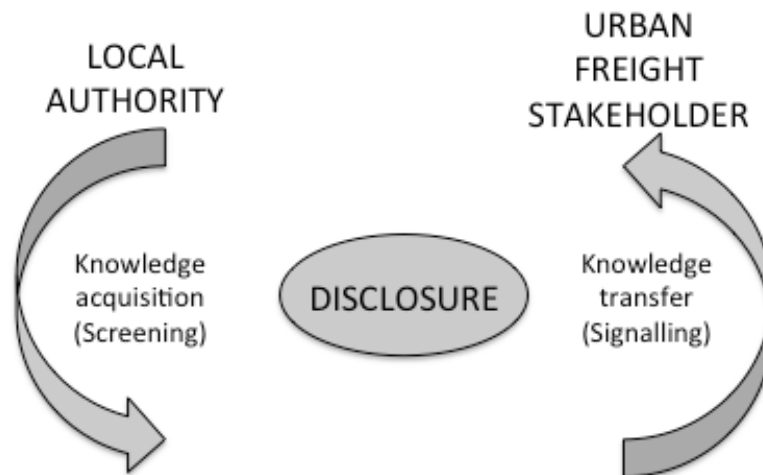 LOCAL
AUTHORITY
URBAN
FREIGHT
STAKEHOLDER
Knowledge
acquisition
(Screening)
DISCLOSURE
Knowledge
transfer
(Signalling)